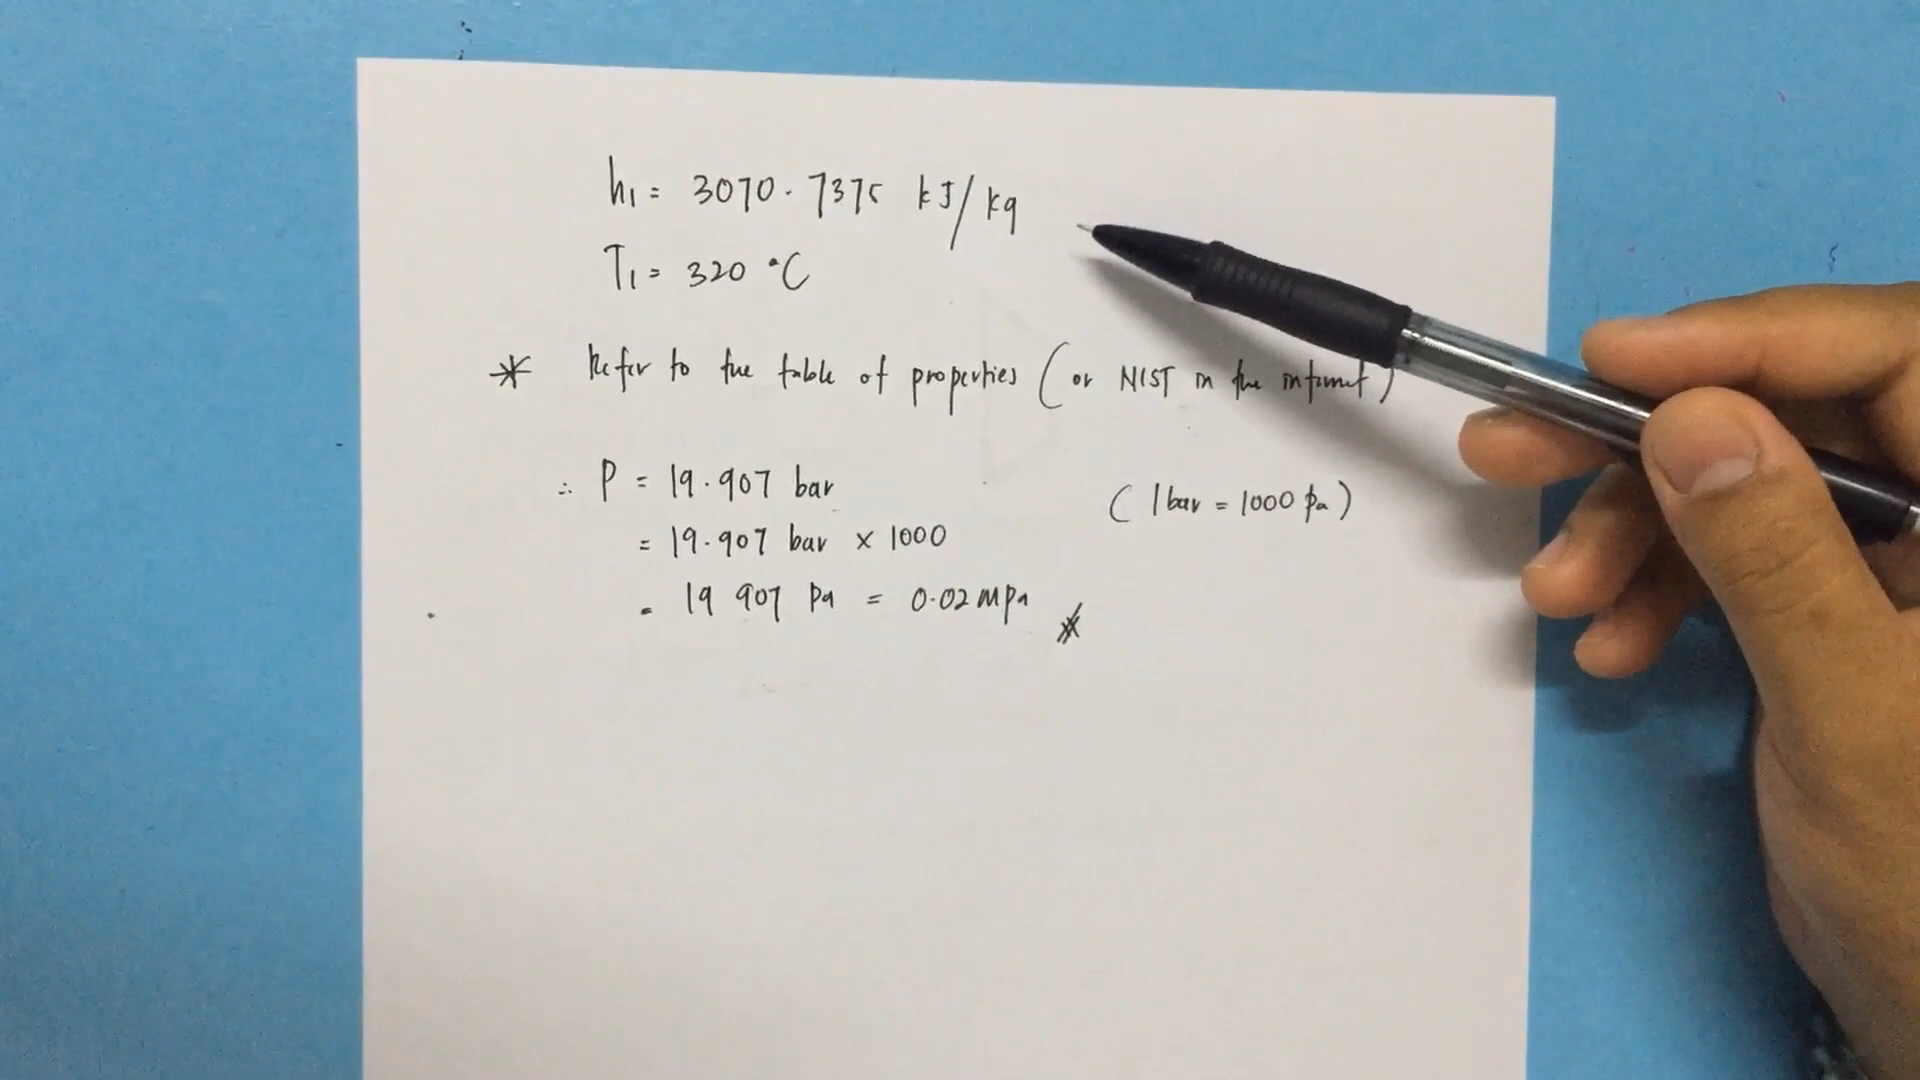 h1 = 3070.7375 kJ/kg
T1 = 320 °C
* Refer to the table of properties (or NIST in the internet)
∴ P = 19.907 bar (1 bar = 1000 pa)
= 19.907 bar × 1000
= 19 907 pa = 0.02 mpa *